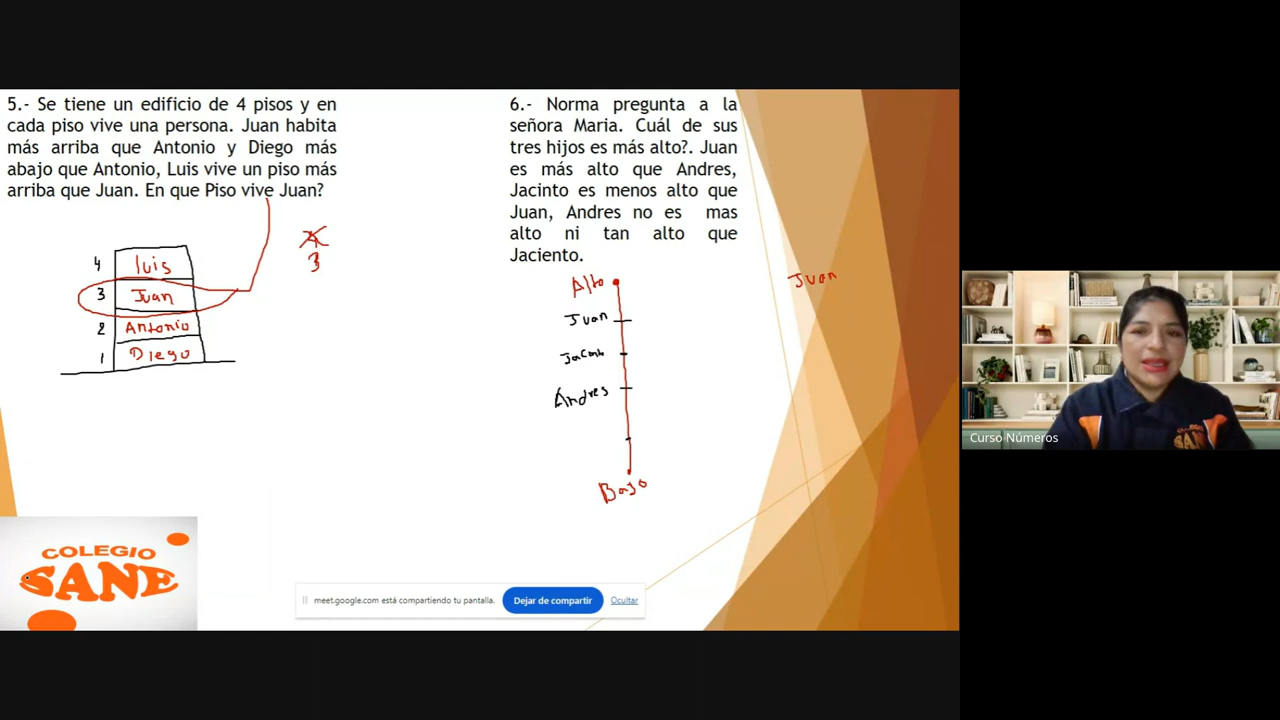 5.- Se tiene un edificio de 4 pisos y en
cada piso vive una persona. Juan habita
más arriba que Antonio y Diego más
abajo que Antonio, Luis vive un piso más
arriba que Juan. En que Piso vive Juan?
4 luis
3 Juan
2 Antonio
1 Diego
3
6.- Norma pregunta a la
señora Maria. Cuál de sus
tres hijos es más alto?. Juan
es más alto que Andres,
Jacinto es menos alto que
Juan, Andres no es mas
alto ni tan alto que
Jaciento.
Alto
Juan
Andres
Bajo
Juan
COLEGIO
SANE
meet.google.com está compartiendo tu pantalla.
Dejar de compartir
Ocultar
Curso Números
SANE